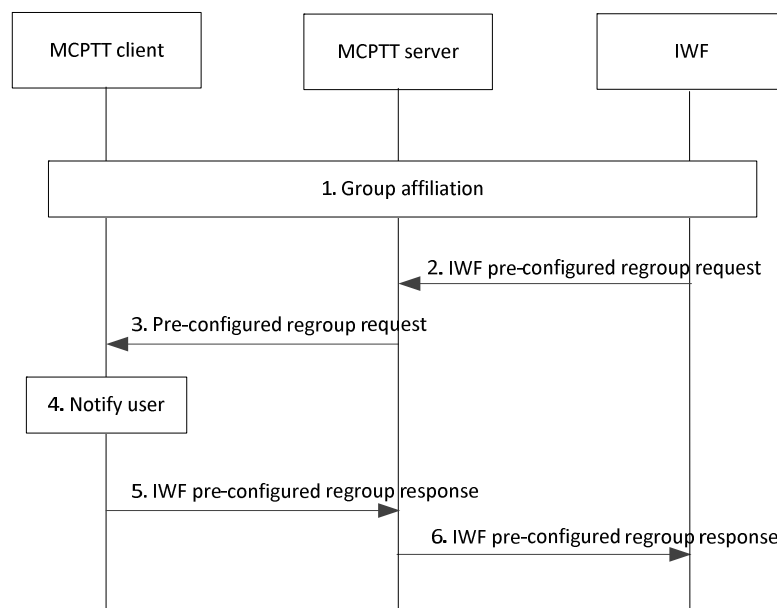 MCPTT client
MCPTT server
IWF
1. Group affiliation
2. IWF pre-configured regroup request
3. Pre-configured regroup request
4. Notify user
5. IWF pre-configured regroup response
6. IWF pre-configured regroup response